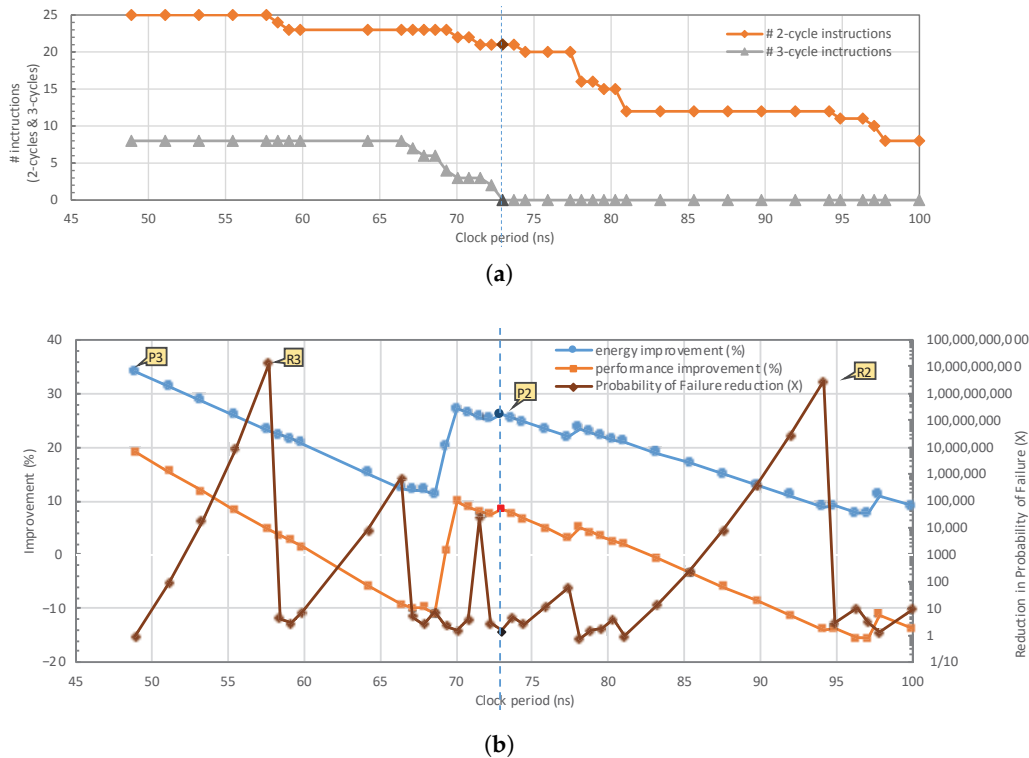 25
20
15
10
5
0
# inctructions
(2-cycles & 3-cycles)
# 2-cycle instructions
# 3-cycle inctructions
45 50 55 60 65 70 75 80 85 90 95 100
Clock period (ns)
(a)
40
30
20
10
0
−10
−20
Improvement (%)
P3
R3
P2
R2
energy improvement (%)
performance improvement (%)
Probability of Failure reduction (X)
100,000,000,000
10,000,000,000
1,000,000,000
100,000,000
10,000,000
1,000,000
100,000
10,000
1000
100
10
1
1/10
Reduction in Probability of Failure (X)
45 50 55 60 65 70 75 80 85 90 95 100
Clock period (ns)
(b)